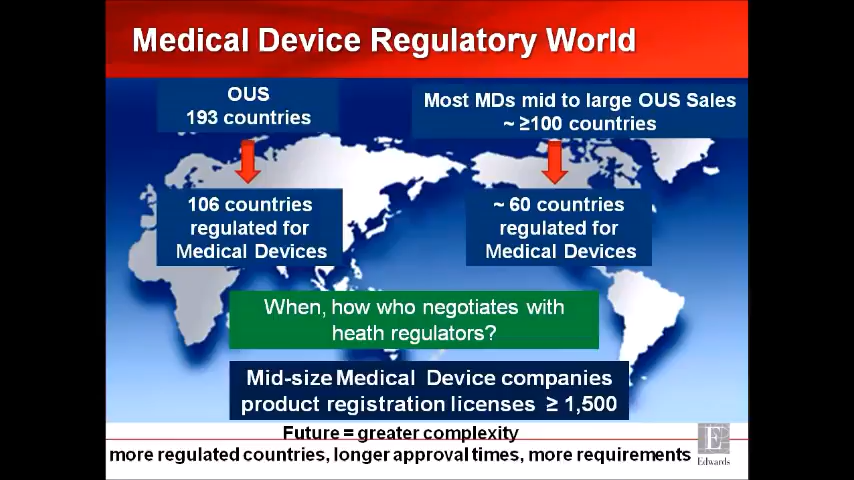 Medical Device Regulatory World
OUS
193 countries
Most MDs mid to large OUS Sales
~ ≥100 countries
106 countries
regulated for
Medical Devices
~ 60 countries
regulated for
Medical Devices
When, how who negotiates with
heath regulators?
Mid-size Medical Device companies
product registration licenses ≥ 1,500
Future = greater complexity
more regulated countries, longer approval times, more requirements
E
Edwards